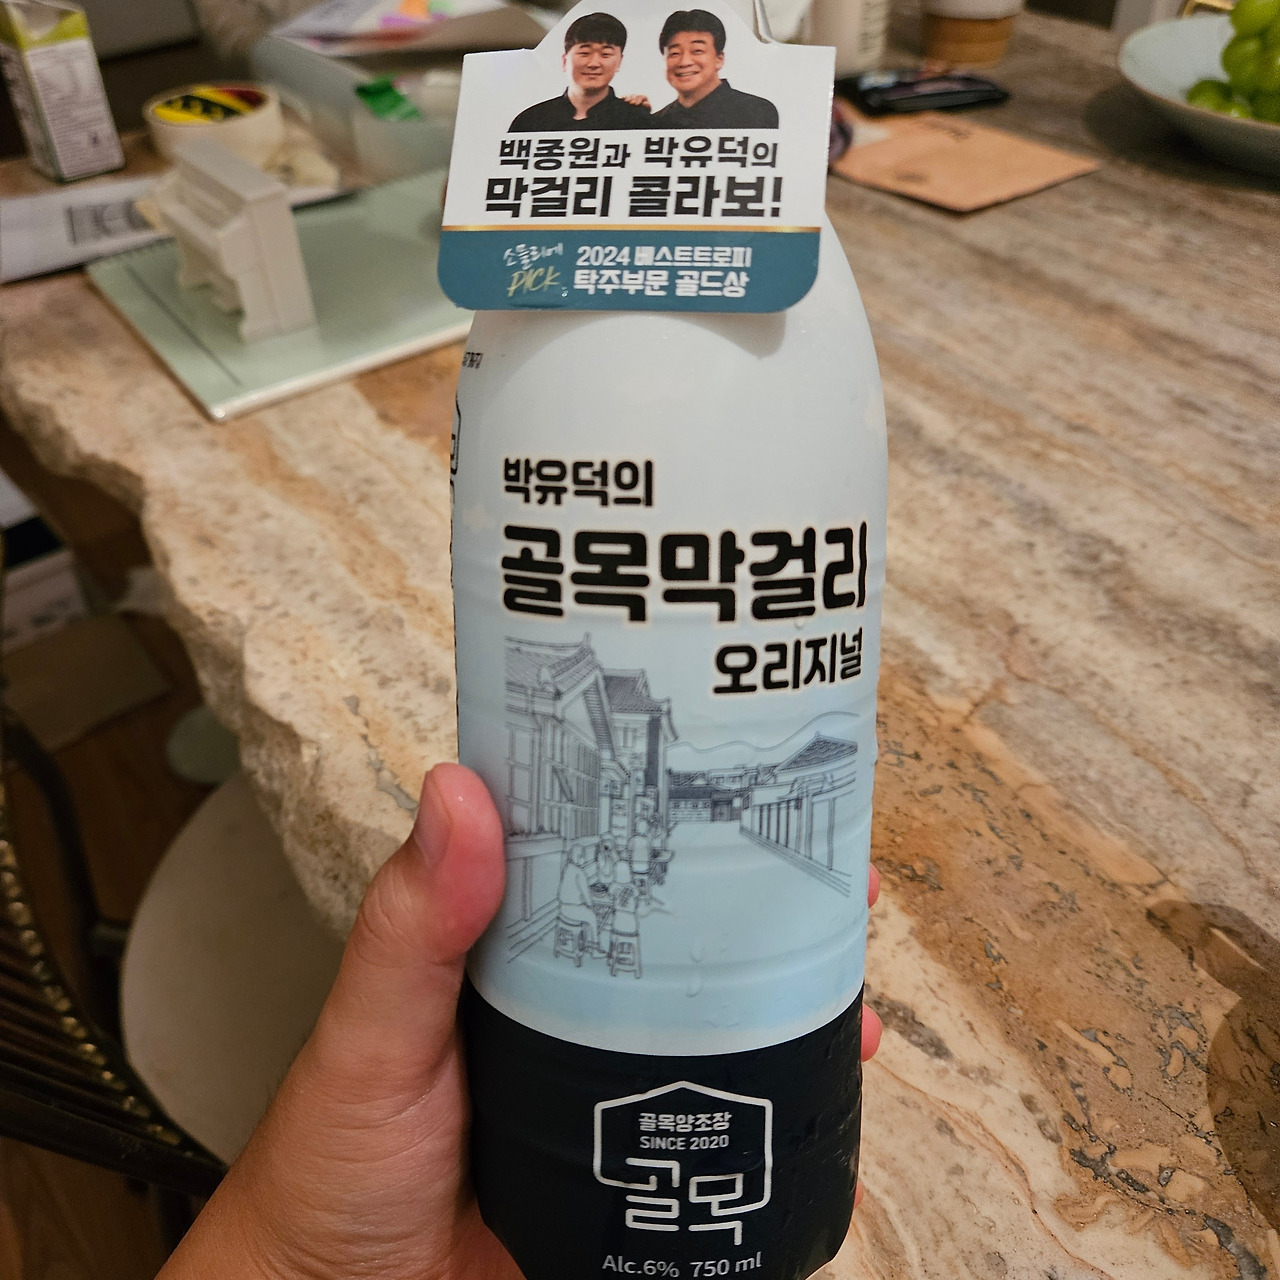 백종원과 박유덕의
막걸리 콜라보!
소믈리에
PICK
2024 베스트트로피
탁주부문 골드상
박유덕의
골목막걸리
오리지널
골목양조장
SINCE 2020
골목
Alc.6% 750 ml